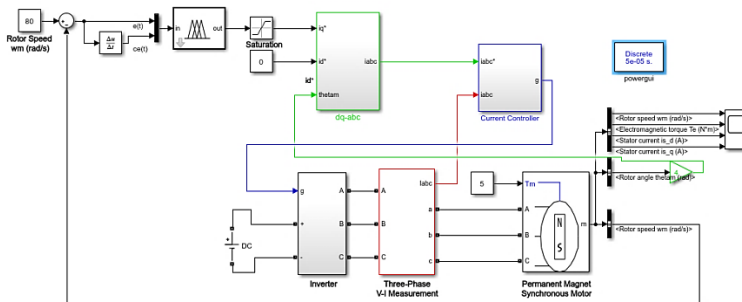 80
Rotor Speed
wm (rad/s)
e(t)
ce(t)
Δu
Δt
in
out
Saturation
0
iq*
id*
id*
thetam
iabc
dq-abc
iabc*
iabc
g
Current Controller
Discrete
5e-05 s.
powergui
<Rotor speed wm (rad/s)>
<Electromagnetic torque Te (N*m)>
<Stator current is_d (A)>
<Stator current is_q (A)>
<Rotor angle thetam (rad)>
4
<Rotor speed wm (rad/s)>
DC
+
g
+
-
A
B
C
Inverter
A
B
C
Iabc
a
b
c
Three-Phase
V-I Measurement
5
Tm
A
B
C
N
S
m
Permanent Magnet
Synchronous Motor